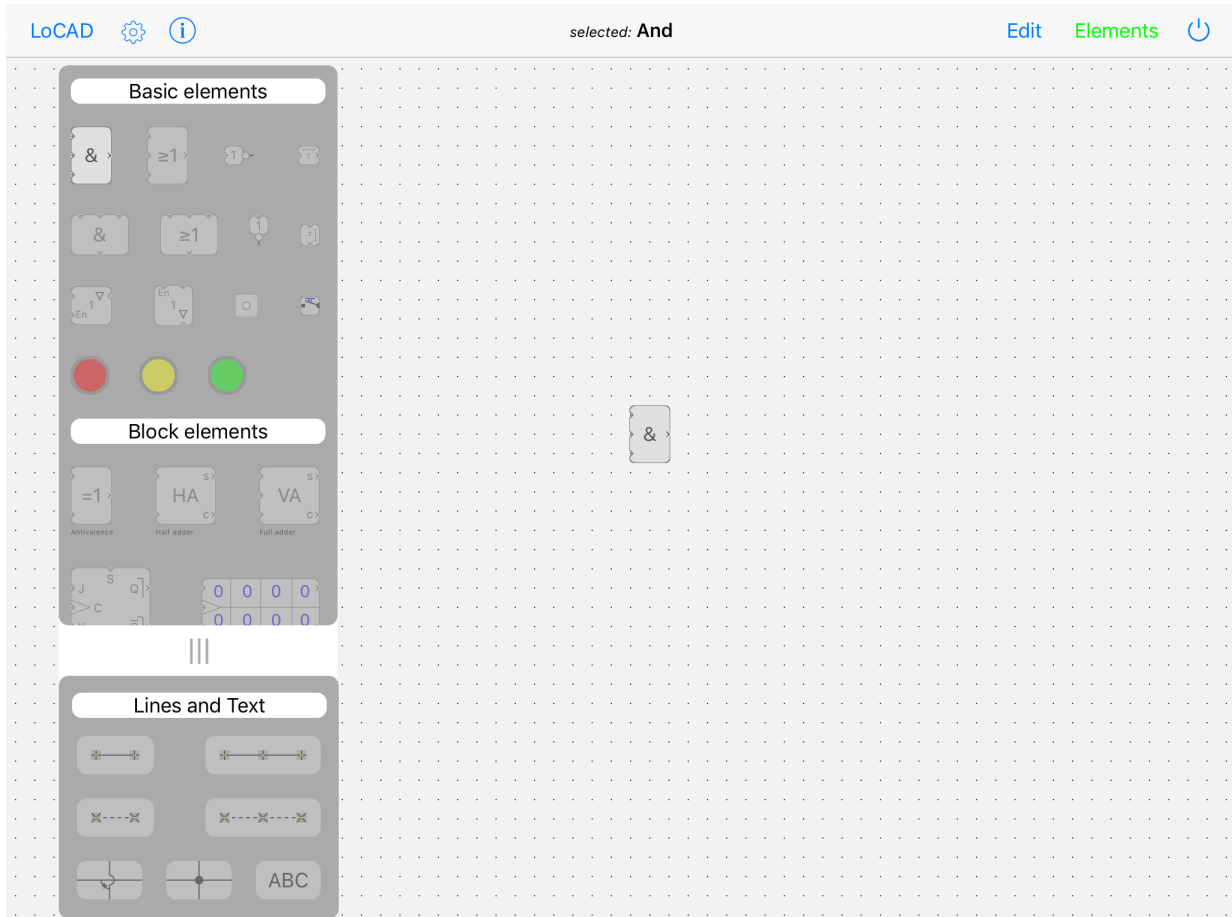 LoCAD
selected: And
Edit Elements
Basic elements
& ≥1 1 r
& ≥1 1 r
1 En En 1
Block elements
=1 HA S C VA S C
Antivalence Half adder Full adder
S J Q C
0 0 0 0
0 0 0 0
Lines and Text
ABC
&